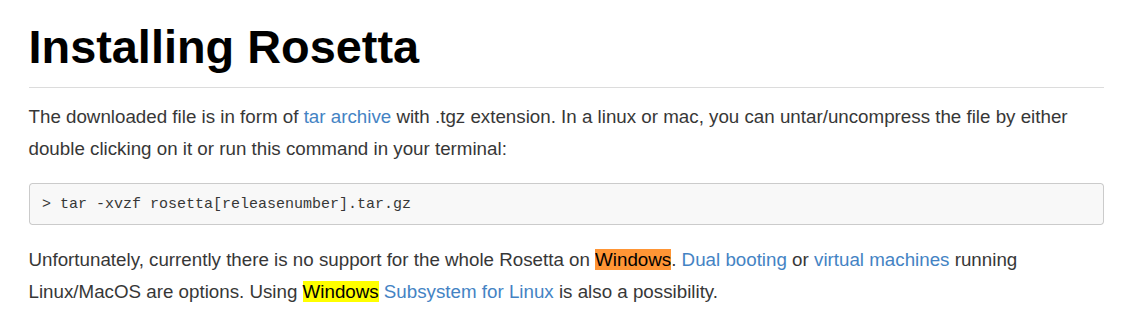 Installing Rosetta
The downloaded file is in form of tar archive with .tgz extension. In a linux or mac, you can untar/uncompress the file by either
double clicking on it or run this command in your terminal:
> tar -xvzf rosetta[releasenumber].tar.gz
Unfortunately, currently there is no support for the whole Rosetta on Windows. Dual booting or virtual machines running
Linux/MacOS are options. Using Windows Subsystem for Linux is also a possibility.